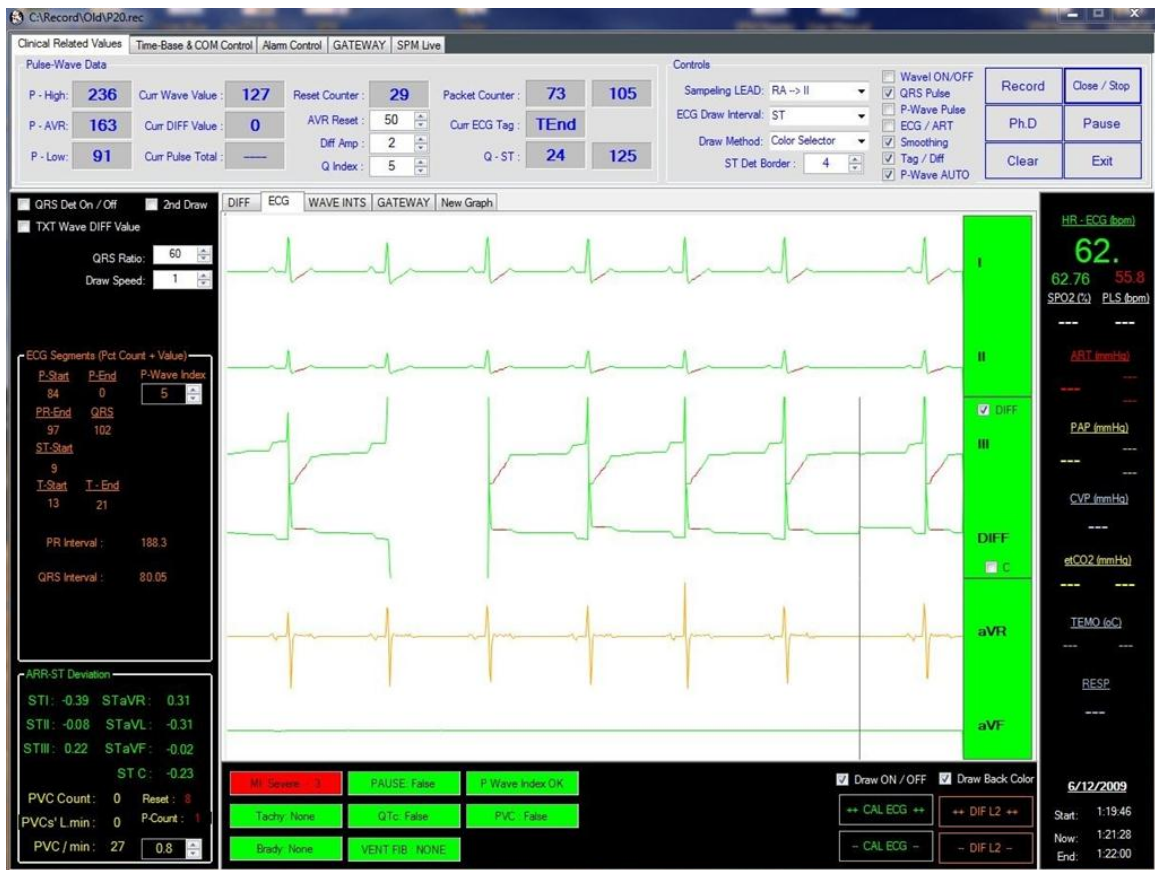 C:\Record\Old\P20.rec
Clinical Related Values Time-Base & COM Control Alarm Control GATEWAY SPM Live
Pulse-Wave Data
P - High: 236 Curr Wave Value : 127 Reset Counter : 29 Packet Counter : 73 105
P - AVR: 163 Curr DIFF Value : 0 AVR Reset : 50 Curr ECG Tag : TEnd
Diff Amp : 2
P - Low: 91 Curr Pulse Total : ---- Q - ST : 24 125
Q Index : 5
Controls
Sampeling LEAD: RA --> II
ECG Draw Interval: ST
Draw Method: Color Selector
ST Det Border : 4
Wavel ON/OFF
QRS Pulse
P-Wave Pulse
ECG / ART
Smoothing
Tag / Diff
P-Wave AUTO
Record Close / Stop
Ph.D Pause
Clear Exit
QRS Det On / Off 2nd Draw
TXT Wave DIFF Value
QRS Ratio: 60
Draw Speed: 1
ECG Segments (Pct Count + Value)
P-Start P-End P-Wave Index
84 0 5
PR-End QRS
97 102
ST-Start
9
T-Start T - End
13 21
PR Interval : 188.3
QRS Interval : 80.05
ARR-ST Deviation
STI : -0.39 STaVR : 0.31
STII : -0.08 STaVL : -0.31
STIII : 0.22 STaVF : -0.02
ST C : -0.23
PVC Count : 0 Reset : 8
PVCs' L.min : 0 P-Count : 1
PVC / min : 27 0.8
DIFF ECG WAVE INTS GATEWAY New Graph
I
II
DIFF
III
DIFF
C
aVR
aVF
MI: Severe : 3 PAUSE: False P Wave Index OK
Tachy: None QTc: False PVC : False
Brady: None VENT FIB : NONE
Draw ON / OFF Draw Back Color
++ CAL ECG ++ ++ DIF L2 ++
-- CAL ECG -- -- DIF L2 --
HR - ECG (bpm)
62.
62.76 55.8
SPO2 (%) PLS (bpm)
--- ---
ART (mmHg)
--- ---
---
PAP (mmHg)
--- ---
---
CVP (mmHg)
---
etCO2 (mmHg)
--- ---
TEMO (oC)
--- ---
RESP
---
6/12/2009
Start: 1:19:46
Now: 1:21:28
End: 1:22:00